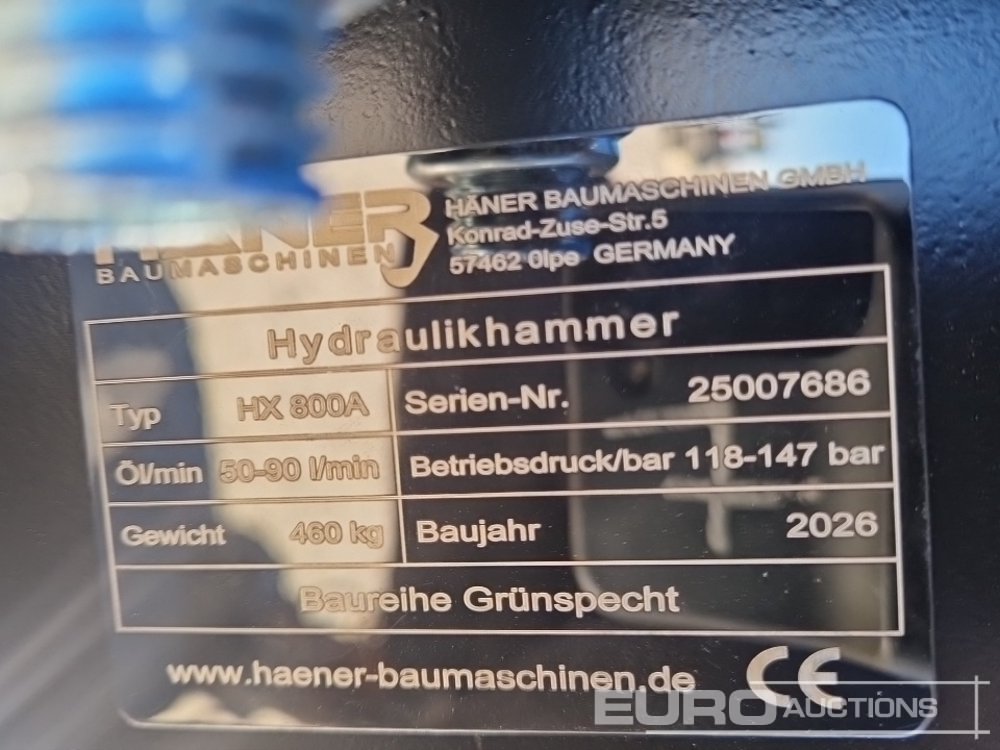 HÄNER
BAUMASCHINEN
HÄNER BAUMASCHINEN GMBH
Konrad-Zuse-Str.5
57462 Olpe GERMANY
Hydraulikhammer
Typ HX 800A Serien-Nr. 25007686
Öl/min 50-90 l/min Betriebsdruck/bar 118-147 bar
Gewicht 460 kg Baujahr 2026
Baureihe Grünspecht
www.haener-baumaschinen.de CE
EURO AUCTIONS